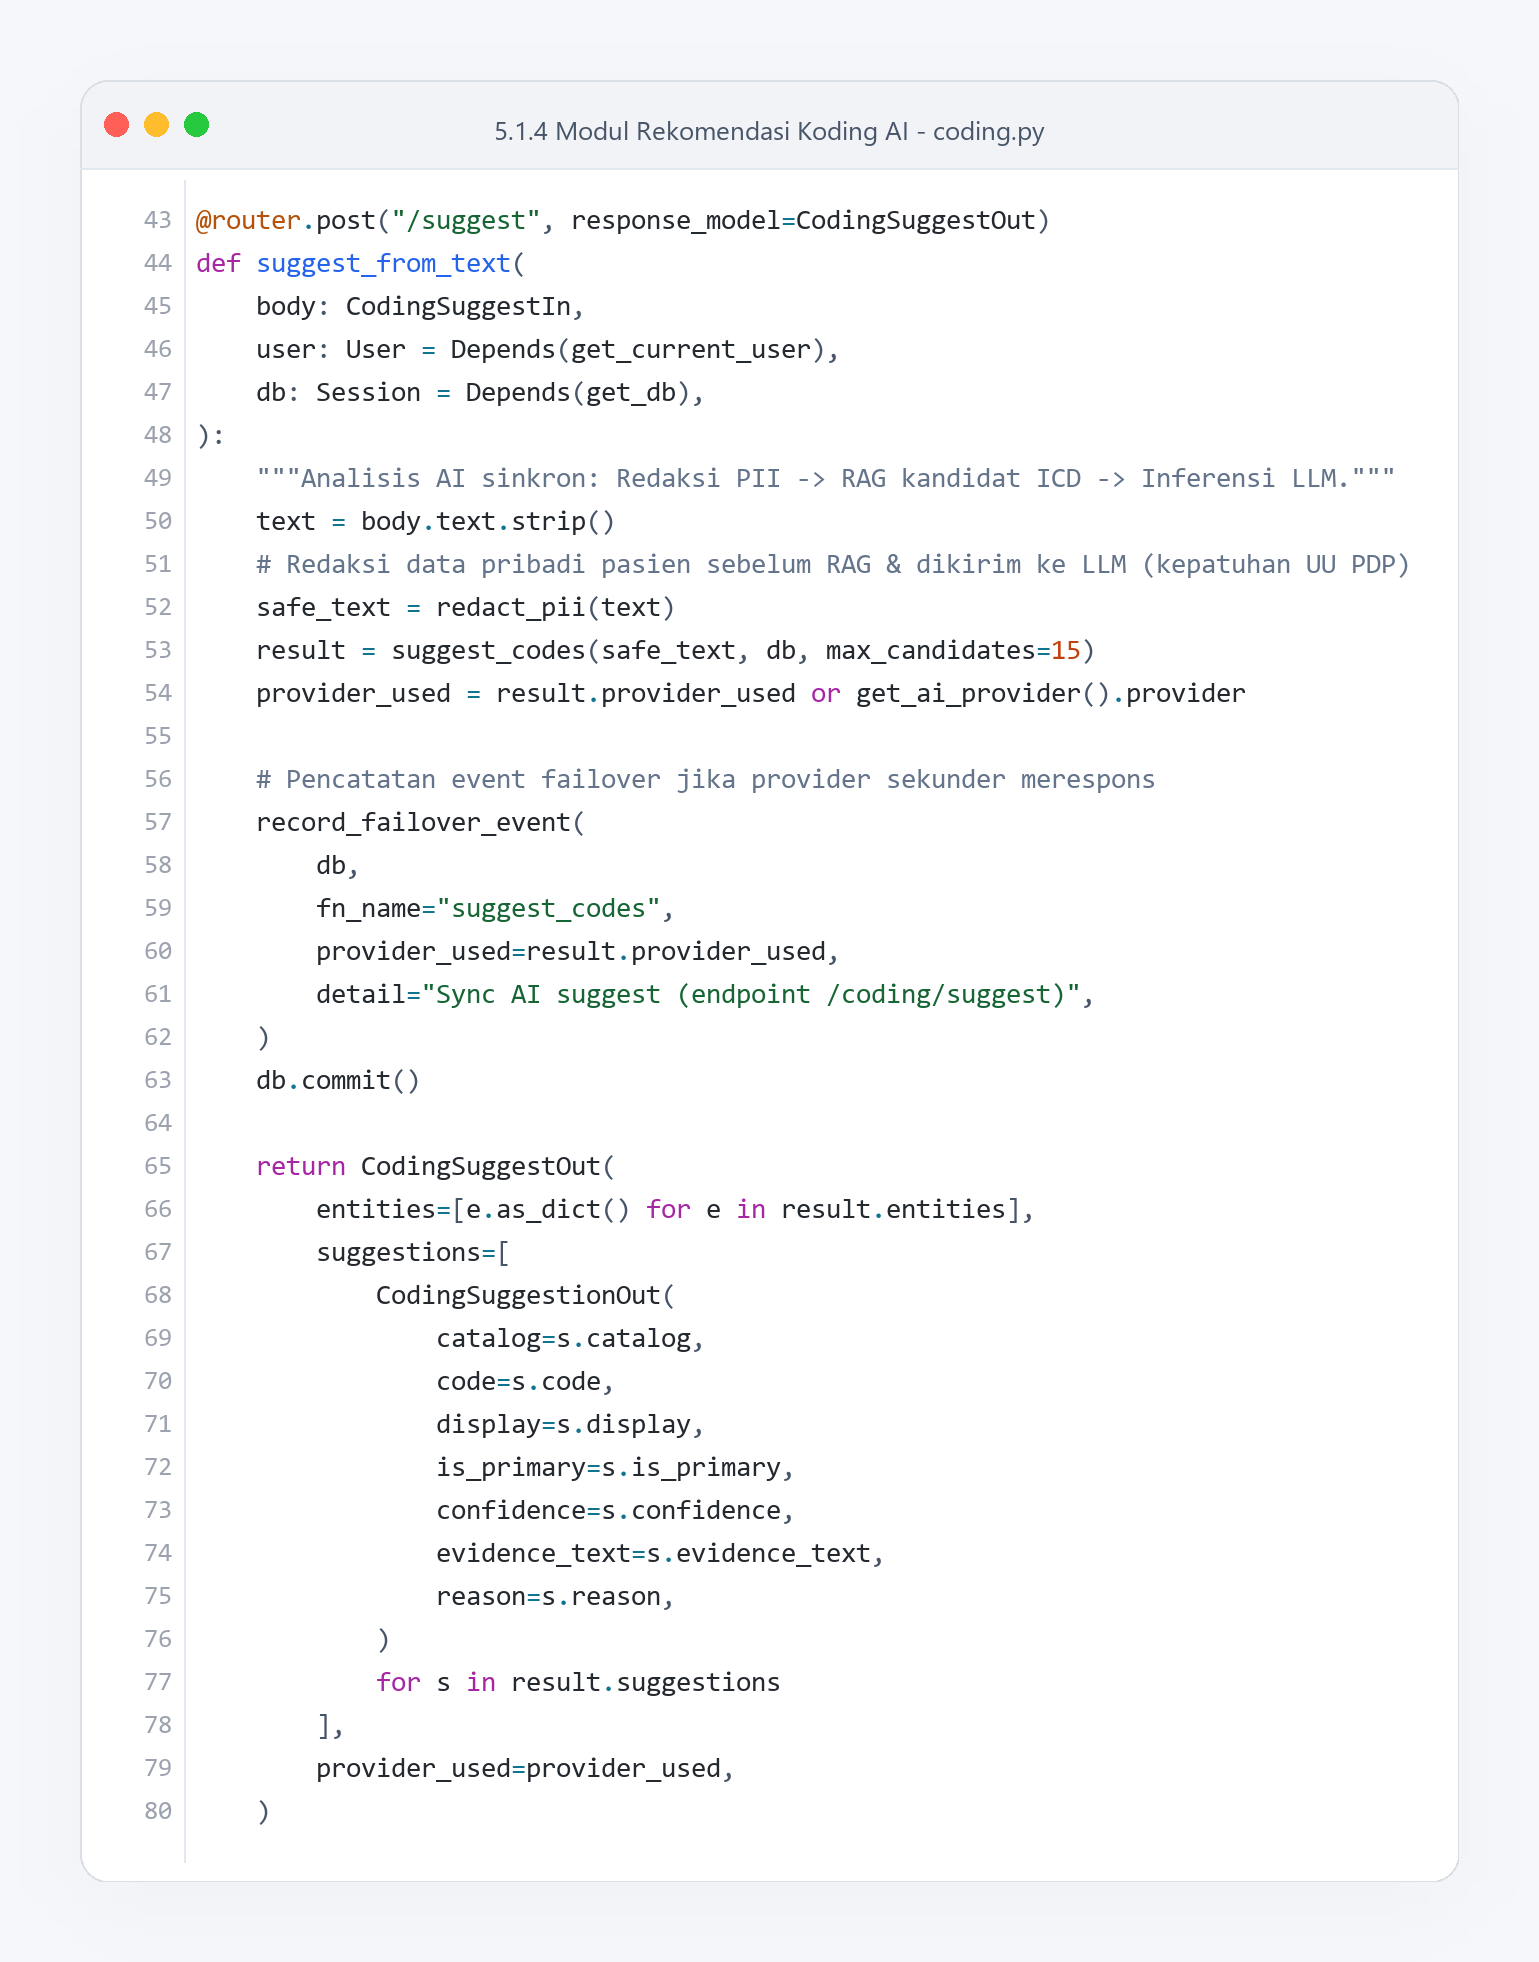 5.1.4 Modul Rekomendasi Koding AI - coding.py
43 @router.post("/suggest", response_model=CodingSuggestOut)
44 def suggest_from_text(
45     body: CodingSuggestIn,
46     user: User = Depends(get_current_user),
47     db: Session = Depends(get_db),
48 ):
49     """Analisis AI sinkron: Redaksi PII -> RAG kandidat ICD -> Inferensi LLM."""
50     text = body.text.strip()
51     # Redaksi data pribadi pasien sebelum RAG & dikirim ke LLM (kepatuhan UU PDP)
52     safe_text = redact_pii(text)
53     result = suggest_codes(safe_text, db, max_candidates=15)
54     provider_used = result.provider_used or get_ai_provider().provider
55
56     # Pencatatan event failover jika provider sekunder merespons
57     record_failover_event(
58         db,
59         fn_name="suggest_codes",
60         provider_used=result.provider_used,
61         detail="Sync AI suggest (endpoint /coding/suggest)",
62     )
63     db.commit()
64
65     return CodingSuggestOut(
66         entities=[e.as_dict() for e in result.entities],
67         suggestions=[
68             CodingSuggestionOut(
69                 catalog=s.catalog,
70                 code=s.code,
71                 display=s.display,
72                 is_primary=s.is_primary,
73                 confidence=s.confidence,
74                 evidence_text=s.evidence_text,
75                 reason=s.reason,
76             )
77             for s in result.suggestions
78         ],
79         provider_used=provider_used,
80     )